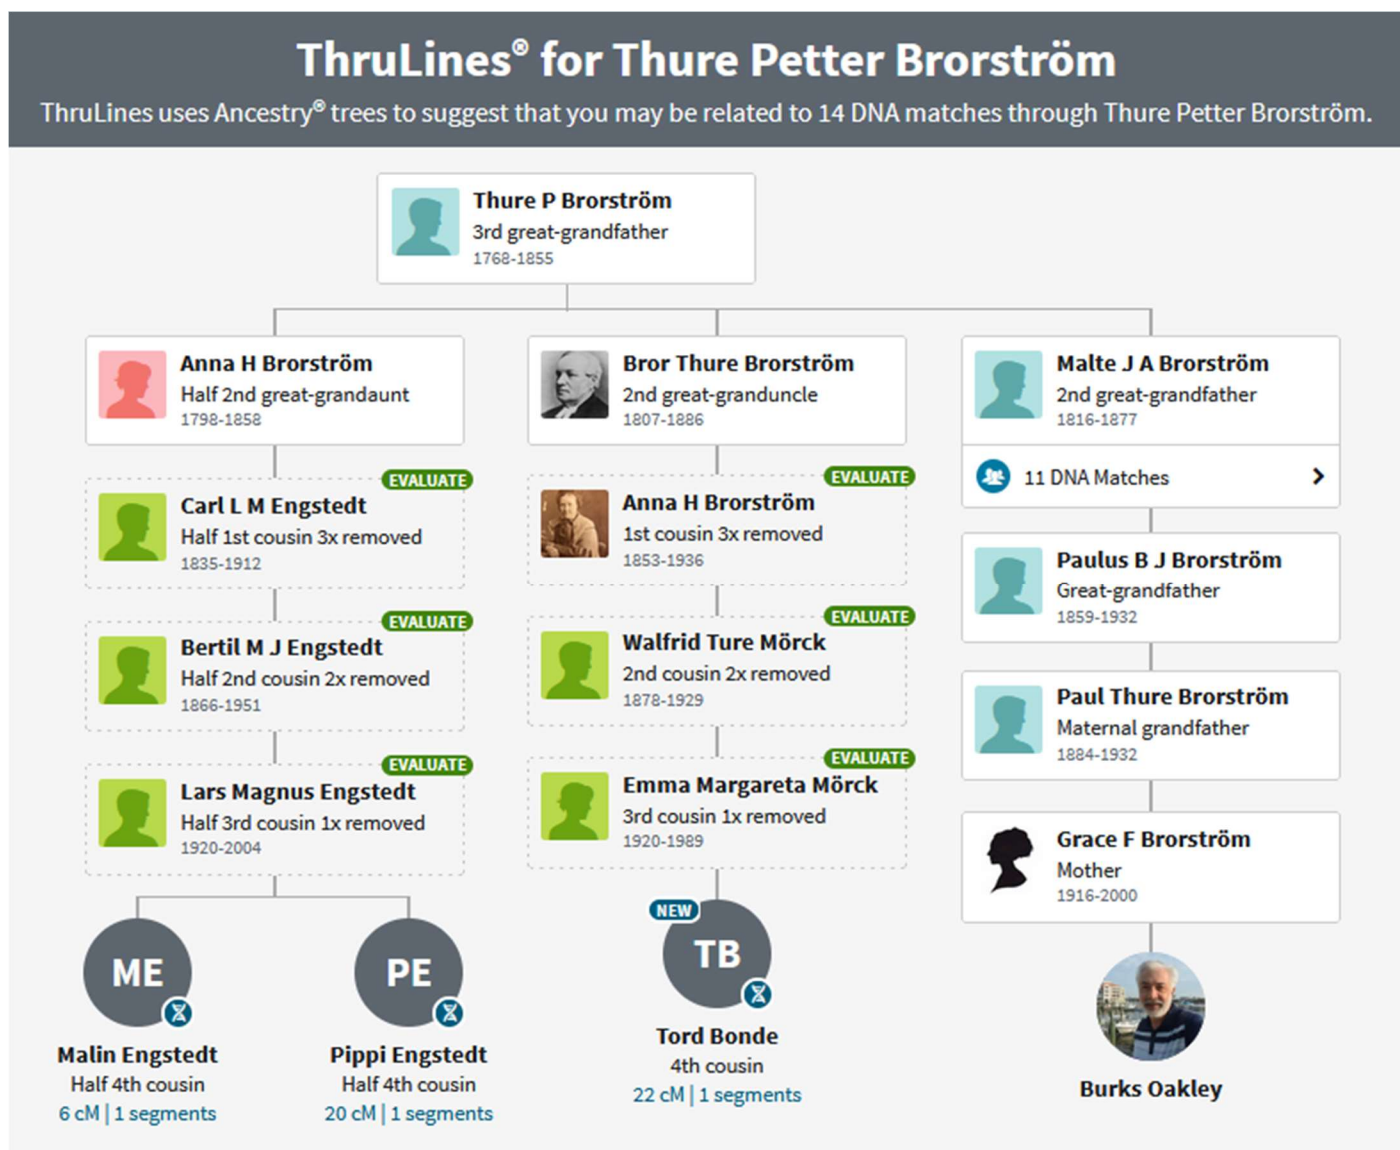 ThruLines® for Thure Petter Brorström
ThruLines uses Ancestry® trees to suggest that you may be related to 14 DNA matches through Thure Petter Brorström.
Thure P Brorström
3rd great-grandfather
1768-1855
Anna H Brorström
Half 2nd great-grandaunt
1798-1858
EVALUATE
Carl L M Engstedt
Half 1st cousin 3x removed
1835-1912
EVALUATE
Bertil M J Engstedt
Half 2nd cousin 2x removed
1866-1951
EVALUATE
Lars Magnus Engstedt
Half 3rd cousin 1x removed
1920-2004
ME
Malin Engstedt
Half 4th cousin
6 cM | 1 segments
PE
Pippi Engstedt
Half 4th cousin
20 cM | 1 segments
Bror Thure Brorström
2nd great-granduncle
1807-1886
EVALUATE
Anna H Brorström
1st cousin 3x removed
1853-1936
EVALUATE
Walfrid Ture Mörck
2nd cousin 2x removed
1878-1929
EVALUATE
Emma Margareta Mörck
3rd cousin 1x removed
1920-1989
NEW
TB
Tord Bonde
4th cousin
22 cM | 1 segments
Malte J A Brorström
2nd great-grandfather
1816-1877
11 DNA Matches
Paulus B J Brorström
Great-grandfather
1859-1932
Paul Thure Brorström
Maternal grandfather
1884-1932
Grace F Brorström
Mother
1916-2000
Burks Oakley